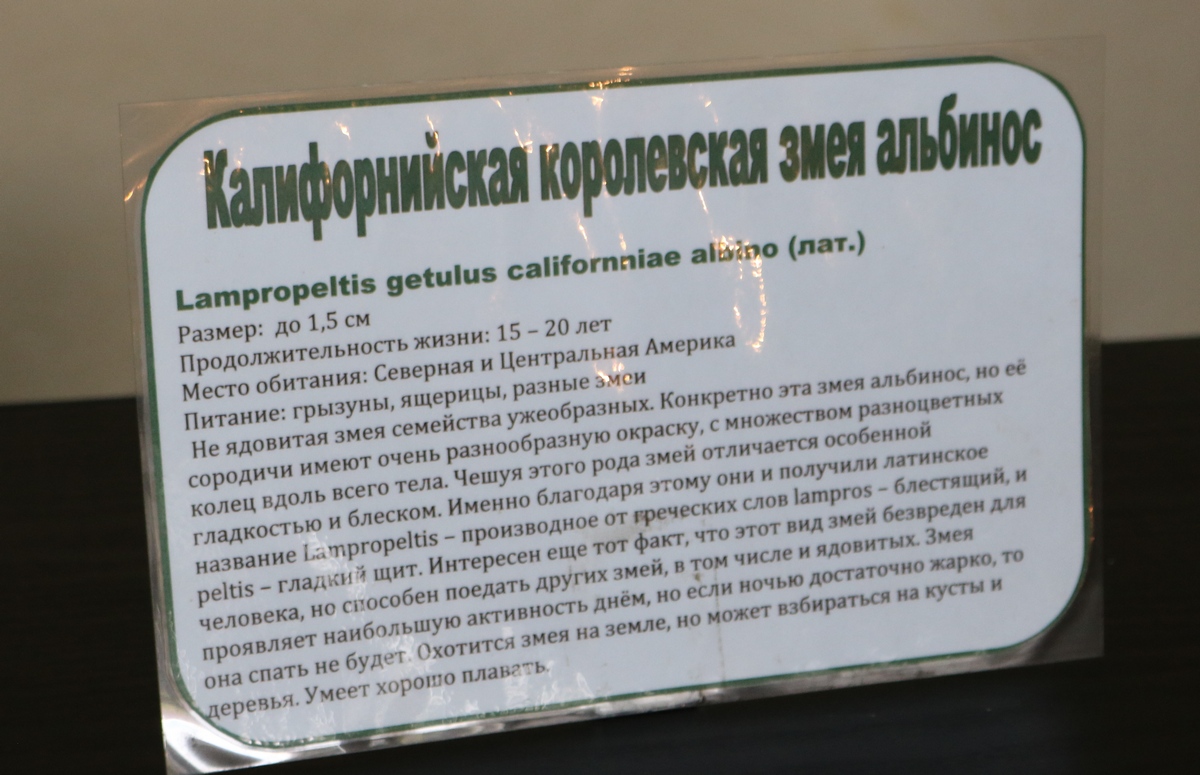 Калифорнийская королевская змея альбинос
Lampropeltis getulus californniae albino (лат.)
Размер: до 1,5 см
Продолжительность жизни: 15 – 20 лет
Место обитания: Северная и Центральная Америка
Питание: грызуны, ящерицы, разные змеи
Не ядовитая змея семейства ужеобразных. Конкретно эта змея альбинос, но её
сородичи имеют очень разнообразную окраску, с множеством разноцветных
колец вдоль всего тела. Чешуя этого рода змей отличается особенной
гладкостью и блеском. Именно благодаря этому они и получили латинское
название Lampropeltis – производное от греческих слов lampros – блестящий, и
peltis – гладкий щит. Интересен еще тот факт, что этот вид змей безвреден для
человека, но способен поедать других змей, в том числе и ядовитых. Змея
проявляет наибольшую активность днём, но если ночью достаточно жарко, то
она спать не будет. Охотится змея на земле, но может взбираться на кусты и
деревья. Умеет хорошо плавать.